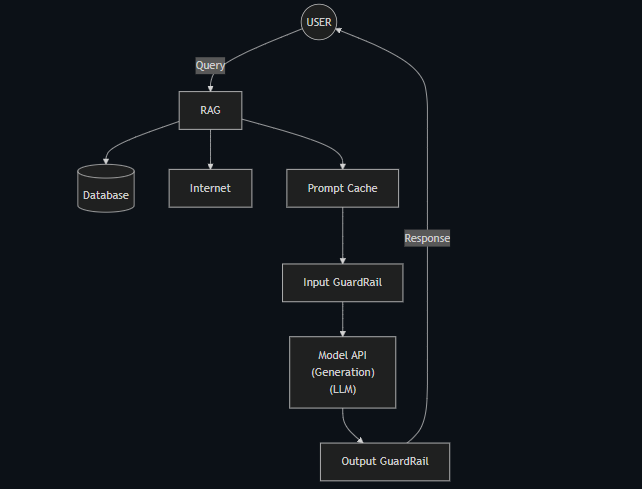 USER
Query
RAG
Database
Internet
Prompt Cache
Response
Input GuardRail
Model API
(Generation)
(LLM)
Output GuardRail